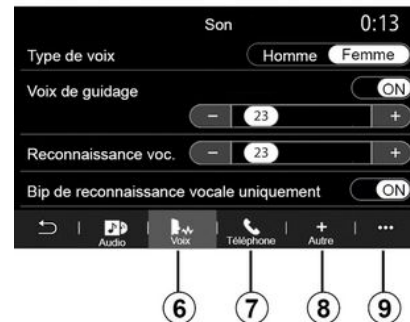 Son 0:13
Type de voix Homme Femme
Voix de guidage ON
- 23 +
Reconnaissance voc. - 23 +
Bip de reconnaissance vocale uniquement ON
Audio Voix Téléphone + Autre ...
6 7 8 9